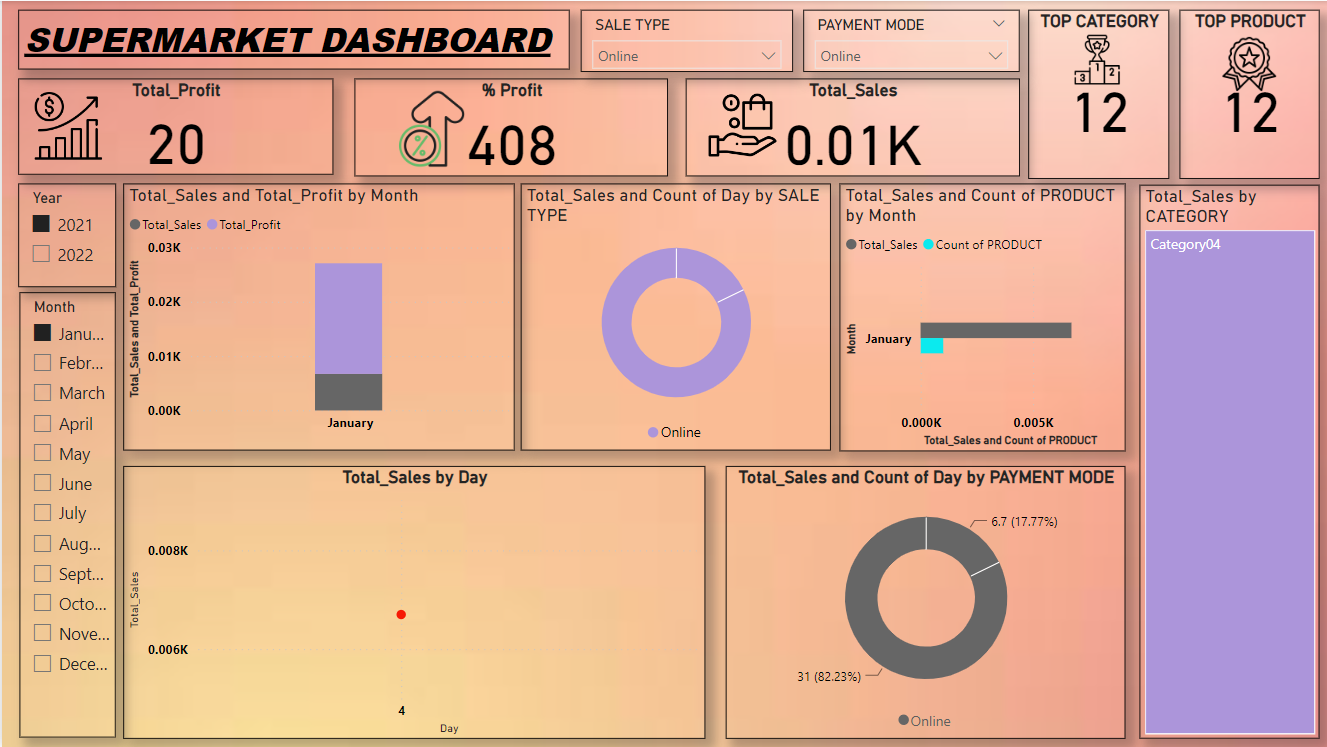 SUPERMARKET DASHBOARD
SALE TYPE
Online
PAYMENT MODE
Online
TOP CATEGORY
1
2
3
12
TOP PRODUCT
12
Total_Profit
$
20
% Profit
%
408
Total_Sales
0.01K
Year
2021
2022
Month
Janu...
Febr...
March
April
May
June
July
Aug...
Sept...
Octo...
Nove...
Dece...
Total_Sales and Total_Profit by Month
Total_Sales Total_Profit
Total_Sales and Total_Profit
0.03K
0.02K
0.01K
0.00K
January
Total_Sales and Count of Day by SALE
TYPE
Online
Total_Sales and Count of PRODUCT
by Month
Total_Sales Count of PRODUCT
Month
January
0.000K 0.005K
Total_Sales and Count of PRODUCT
Total_Sales by
CATEGORY
Category04
Total_Sales by Day
Total_Sales
0.008K
0.006K
4
Day
Total_Sales and Count of Day by PAYMENT MODE
6.7 (17.77%)
31 (82.23%)
Online